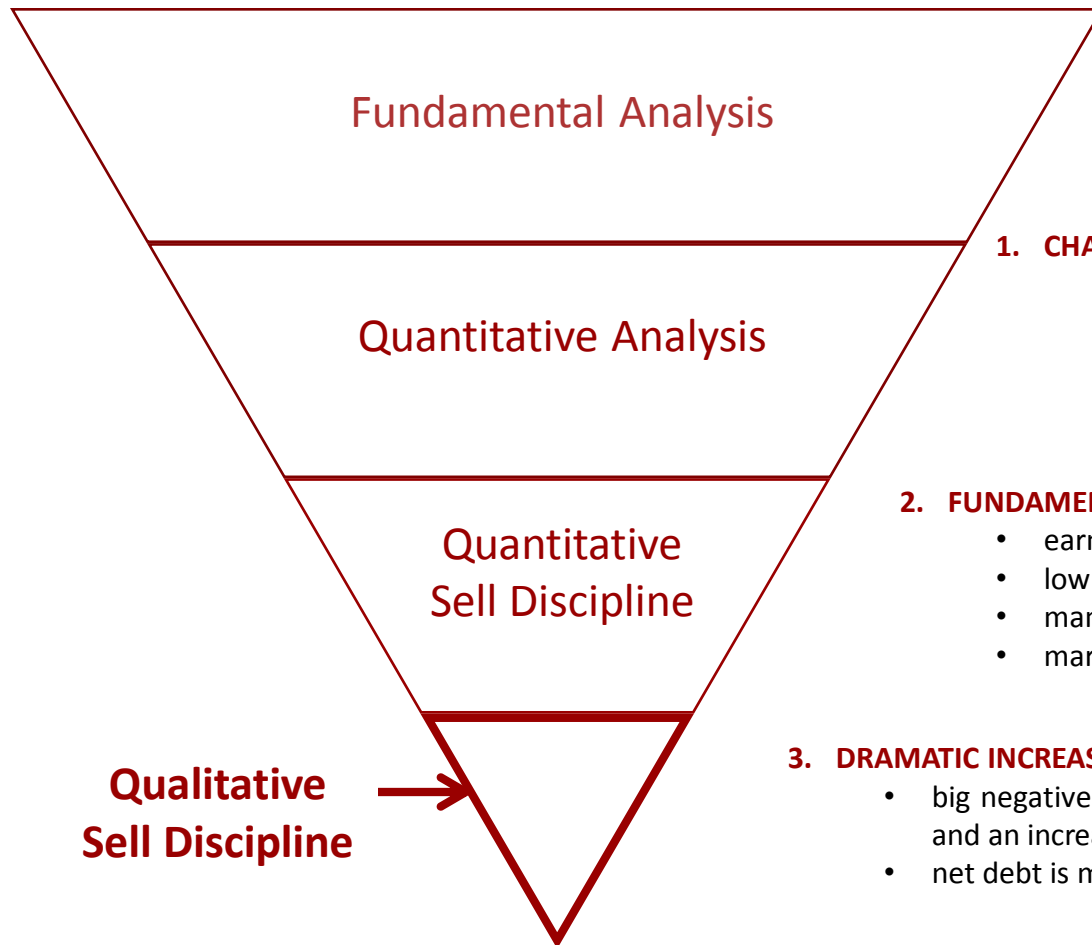 Fundamental Analysis
1. CHA
Quantitative Analysis
2. FUNDAME
• earn
Quantitative
Sell Discipline
• low
• mar
• mar
3. DRAMATIC INCREAS
Qualitative
Sell Discipline
• big negative
and an increa
• net debt is m